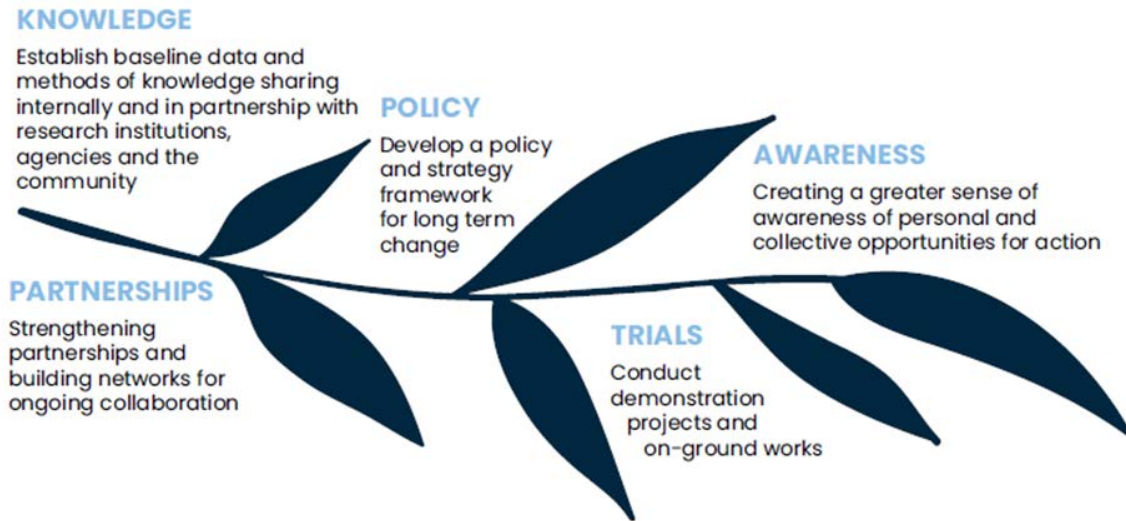 KNOWLEDGE
Establish baseline data and
methods of knowledge sharing
internally and in partnership with
research institutions,
agencies and the
community
POLICY
Develop a policy
and strategy
framework
for long term
change
AWARENESS
Creating a greater sense of
awareness of personal and
collective opportunities for action
PARTNERSHIPS
Strengthening
partnerships and
building networks for
ongoing collaboration
TRIALS
Conduct
demonstration
projects and
on-ground works